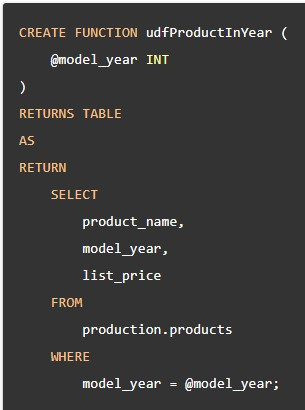 CREATE FUNCTION udfProductInYear (
    @model_year INT
)
RETURNS TABLE
AS
RETURN
    SELECT
        product_name,
        model_year,
        list_price
    FROM
        production.products
    WHERE
        model_year = @model_year;